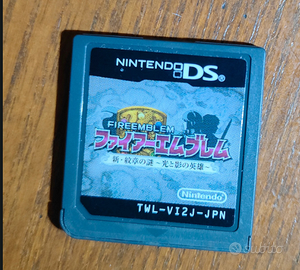 NINTENDO DS
FIRE EMBLEM
ファイアーエムブレム
新・紋章の謎 ～光と影の英雄～
Nintendo
TWL-VI2J-JPN
subito